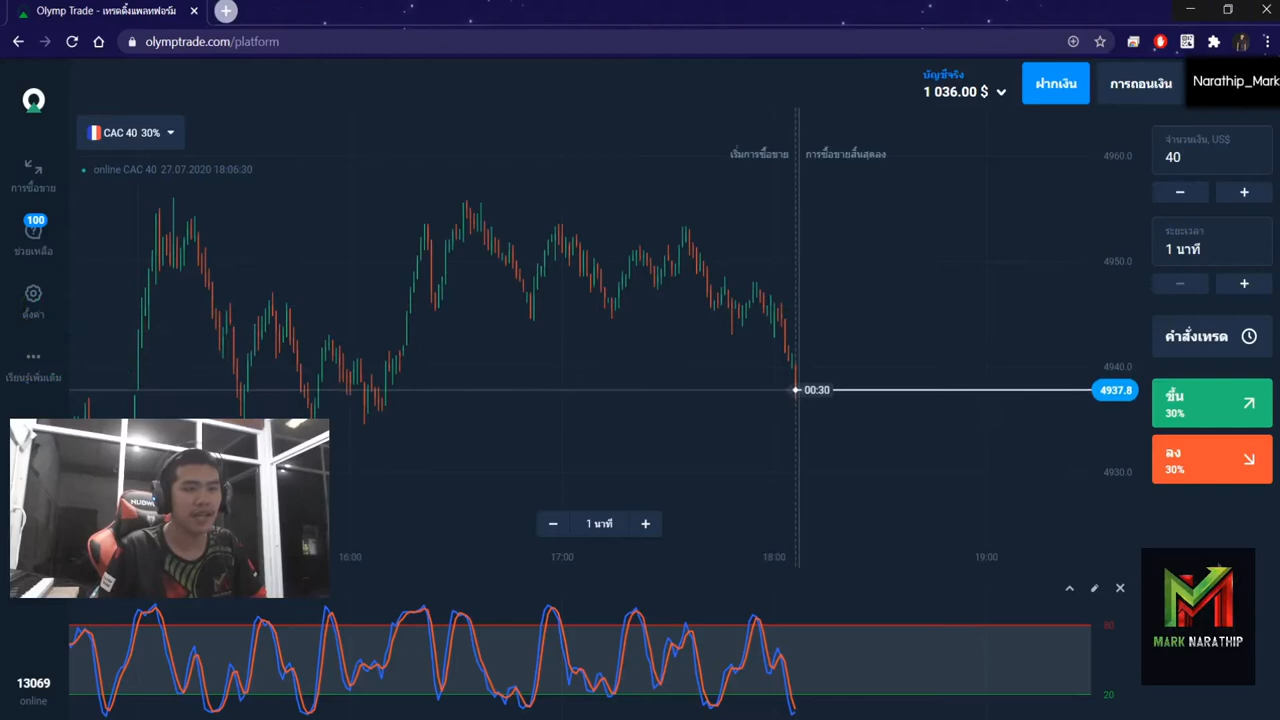 Olymp Trade - เทรดดิ้งแพลทฟอร์ม
olymptrade.com/platform
บัญชีจริง
1 036.00 $
ฝากเงิน
การถอนเงิน
Narathip_Mark
CAC 40 30%
online CAC 40 27.07.2020 18:06:30
เริ่มการซื้อขาย
การซื้อขายสิ้นสุดลง
4960.0
4950.0
4940.0
4930.0
00:30
4937.8
จำนวนเงิน, US$
40
ระยะเวลา
1 นาที
คำสั่งเทรด
ขึ้น
30%
ลง
30%
การซื้อขาย
100
ช่วยเหลือ
ตั้งค่า
เรียนรู้เพิ่มเติม
1 นาที
16:00
17:00
18:00
19:00
80
20
MARK NARATHIP
13069
online